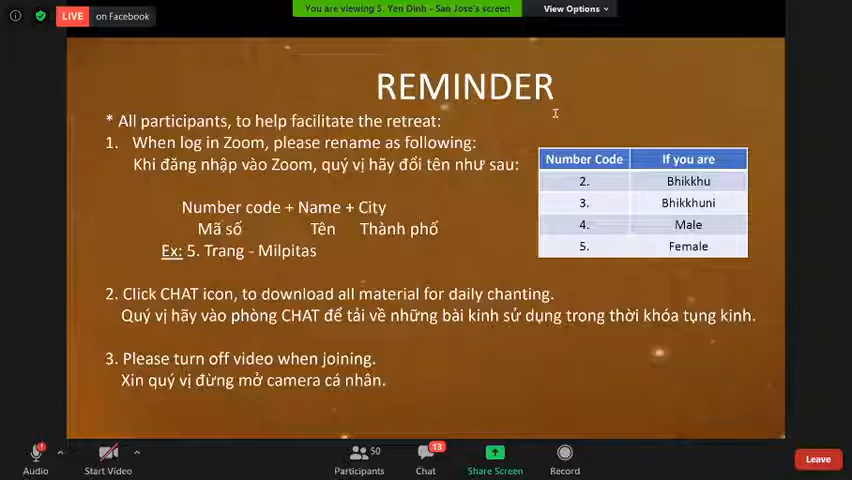 LIVE on Facebook
You are viewing 5. Yen Dinh - San Jose's screen
View Options
REMINDER
* All participants, to help facilitate the retreat:
1. When log in Zoom, please rename as following:
Khi đăng nhập vào Zoom, quý vị hãy đổi tên như sau:
Number code + Name + City
Mã số Tên Thành phố
Ex: 5. Trang - Milpitas
Number Code If you are
2. Bhikkhu
3. Bhikkhuni
4. Male
5. Female
2. Click CHAT icon, to download all material for daily chanting.
Quý vị hãy vào phòng CHAT để tải về những bài kinh sử dụng trong thời khóa tụng kinh.
3. Please turn off video when joining.
Xin quý vị đừng mở camera cá nhân.
Audio
Start Video
50
Participants
13
Chat
Share Screen
Record
Leave